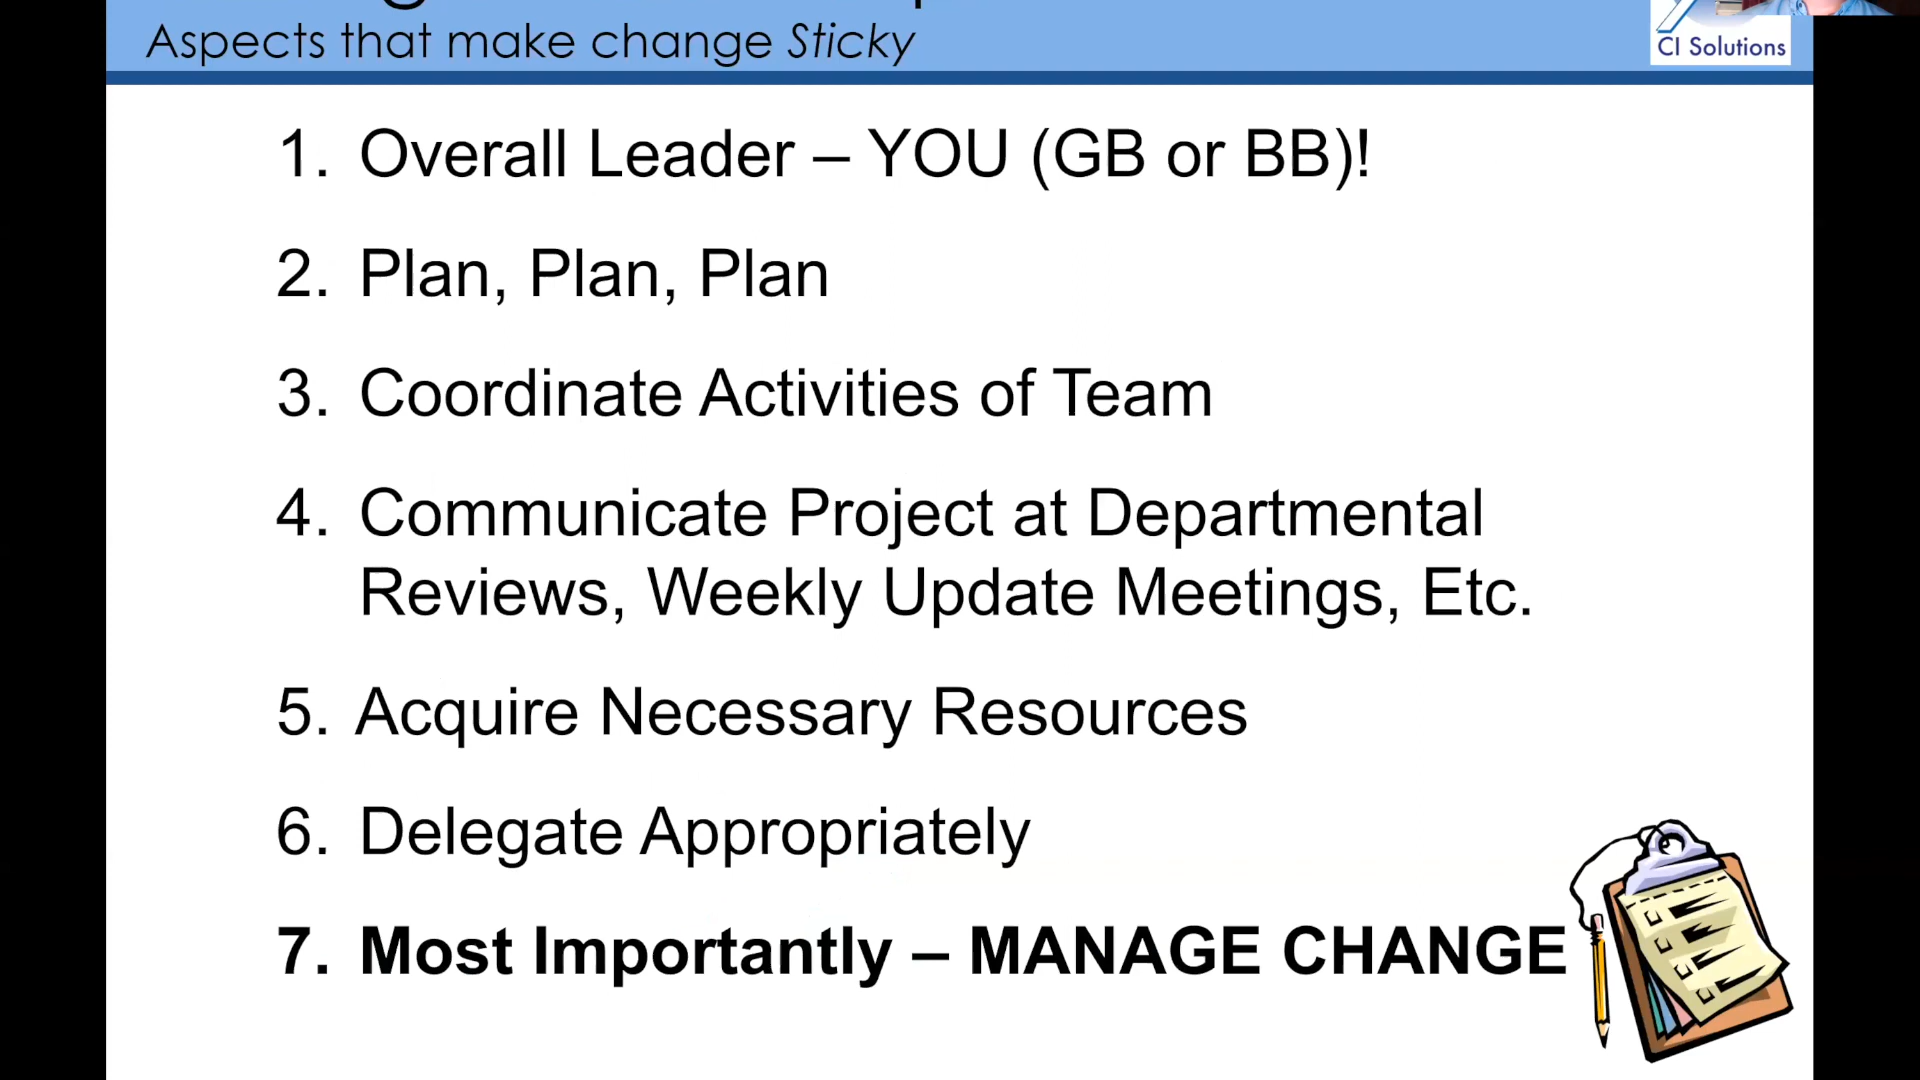 Aspects that make change Sticky
CI Solutions
1. Overall Leader – YOU (GB or BB)!
2. Plan, Plan, Plan
3. Coordinate Activities of Team
4. Communicate Project at Departmental
Reviews, Weekly Update Meetings, Etc.
5. Acquire Necessary Resources
6. Delegate Appropriately
7. Most Importantly – MANAGE CHANGE